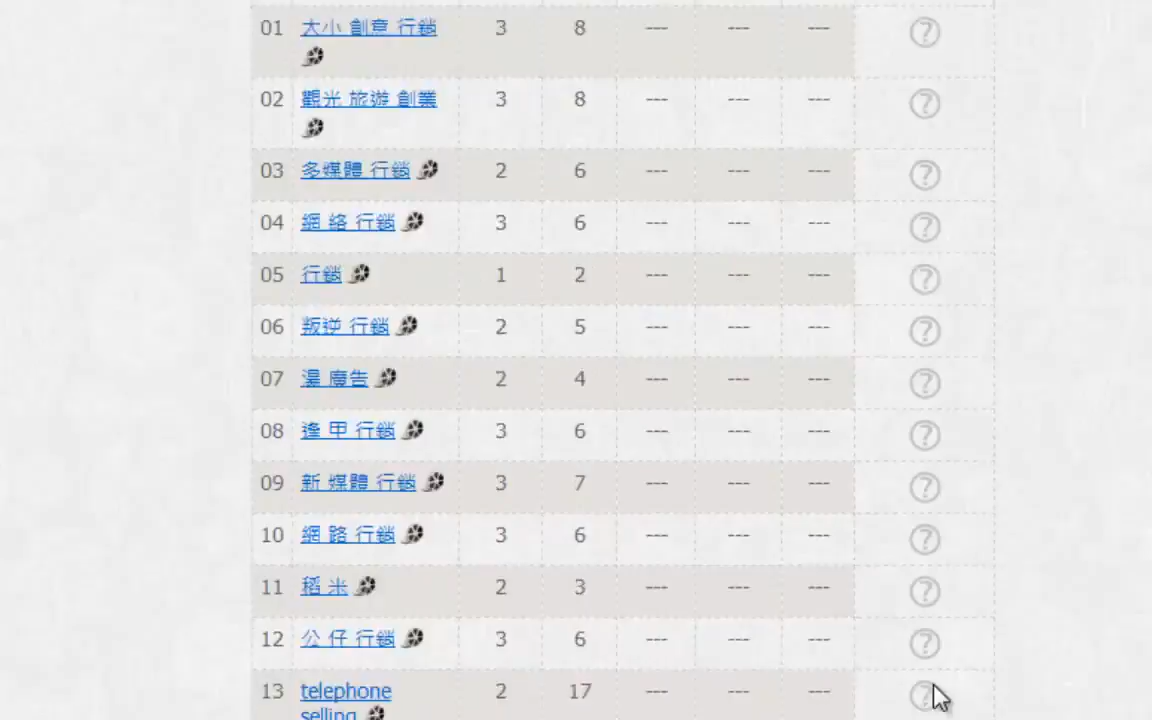 01 大小 創意 行銷 3 8 --- --- --- ?
02 觀光 旅遊 創業 3 8 --- --- --- ?
03 多媒體 行銷 2 6 --- --- --- ?
04 網 絡 行銷 3 6 --- --- --- ?
05 行銷 1 2 --- --- --- ?
06 叛逆 行銷 2 5 --- --- --- ?
07 湯 廣告 2 4 --- --- --- ?
08 逢 甲 行銷 3 6 --- --- --- ?
09 新 媒體 行銷 3 7 --- --- --- ?
10 網 路 行銷 3 6 --- --- --- ?
11 稻 米 2 3 --- --- --- ?
12 公 仔 行銷 3 6 --- --- --- ?
13 telephone 2 17 --- --- --- ?
selling